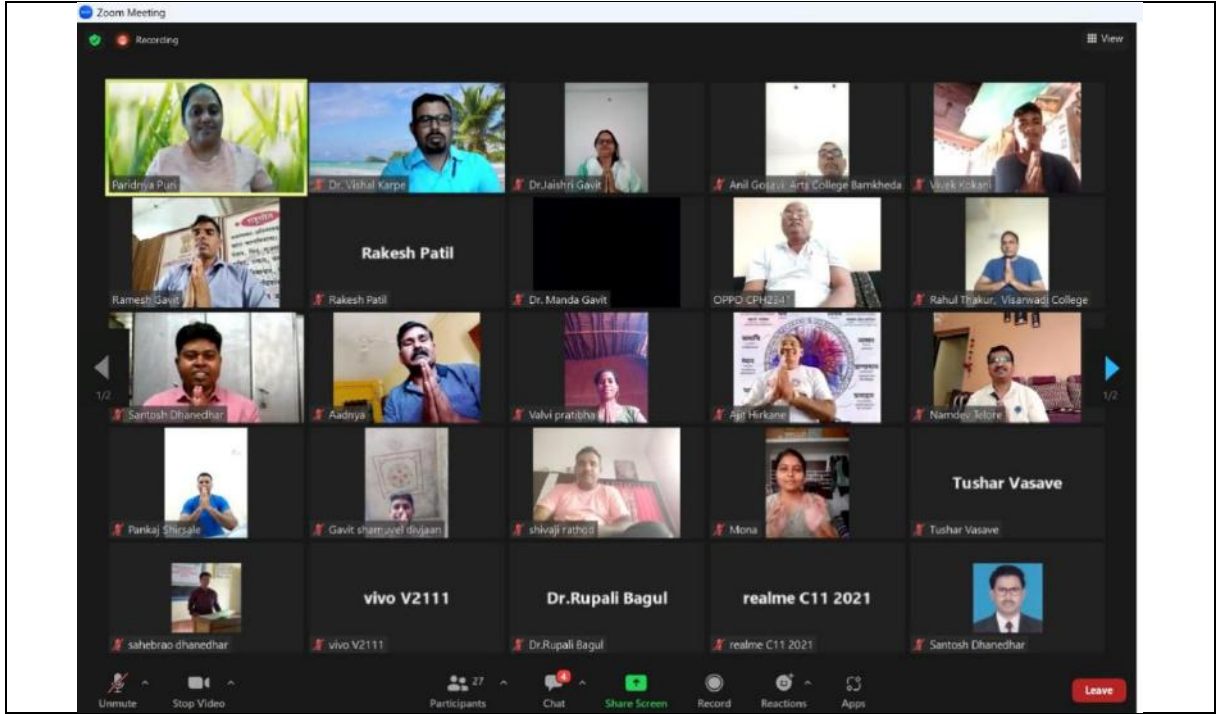 Zoom Meeting
Recording
View
Paridnya Puri
Dr. Vishal Karpe
Dr.Jaishri Gavit
Anil Gosavi, Arts College Bamkheda
Vivek Kokani
Ramesh Gavit
Rakesh Patil
Rakesh Patil
Dr. Manda Gavit
OPPO CPH2341
Rahul Thakur, Visarwadi College
1/2
Santosh Dhanedhar
Aadnya
Valvi pratibha
Ajit Hirkane
Namdev Telore
1/2
Pankaj Shirsale
Gavit shamuvel divjaan
shivaji rathod
Mona
Tushar Vasave
Tushar Vasave
sahebrao dhanedhar
vivo V2111
vivo V2111
Dr.Rupali Bagul
Dr.Rupali Bagul
realme C11 2021
realme C11 2021
Santosh Dhanedhar
Unmute
Stop Video
27
Participants
4
Chat
Share Screen
Record
Reactions
Apps
Leave